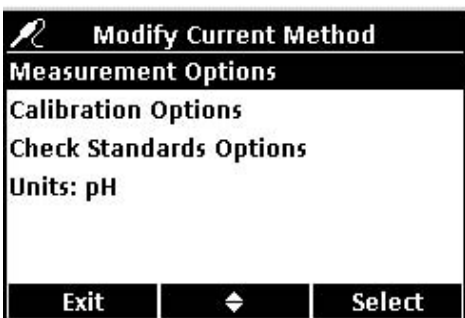 Modify Current Method
Measurement Options
Calibration Options
Check Standards Options
Units: pH
Exit Select